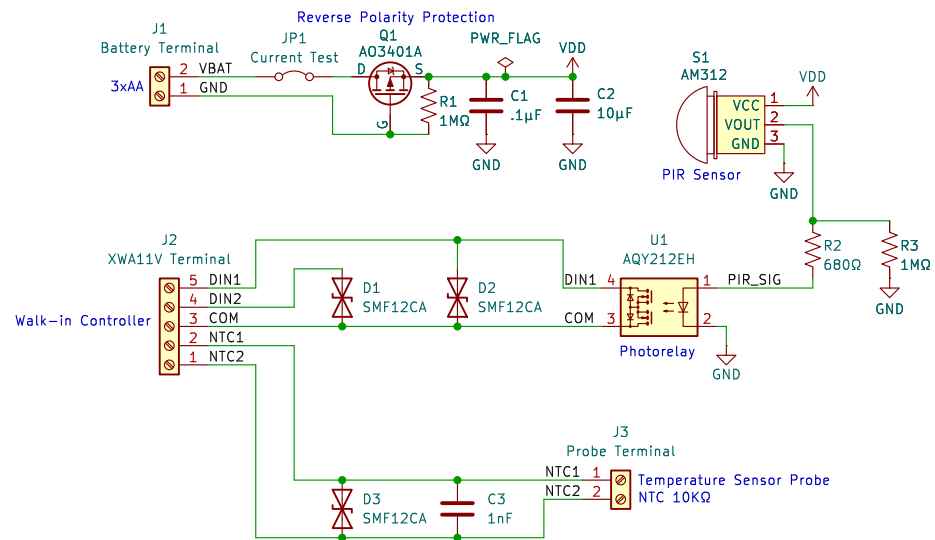 Reverse Polarity Protection
J1
Battery Terminal
3xAA
2 VBAT
1 GND
JP1
Current Test
Q1
AO3401A
D S
G
R1
1MΩ
PWR_FLAG
VDD
C1
.1µF
GND
C2
10µF
GND
S1
AM312
VDD
VCC 1
VOUT 2
GND 3
PIR Sensor
GND
R2
680Ω
R3
1MΩ
GND
J2
XWA11V Terminal
Walk-in Controller
5 DIN1
4 DIN2
3 COM
2 NTC1
1 NTC2
D1
SMF12CA
D2
SMF12CA
U1
AQY212EH
DIN1 4
COM 3
1 PIR_SIG
2
Photorelay
GND
D3
SMF12CA
C3
1nF
J3
Probe Terminal
NTC1 1
NTC2 2
Temperature Sensor Probe
NTC 10KΩ